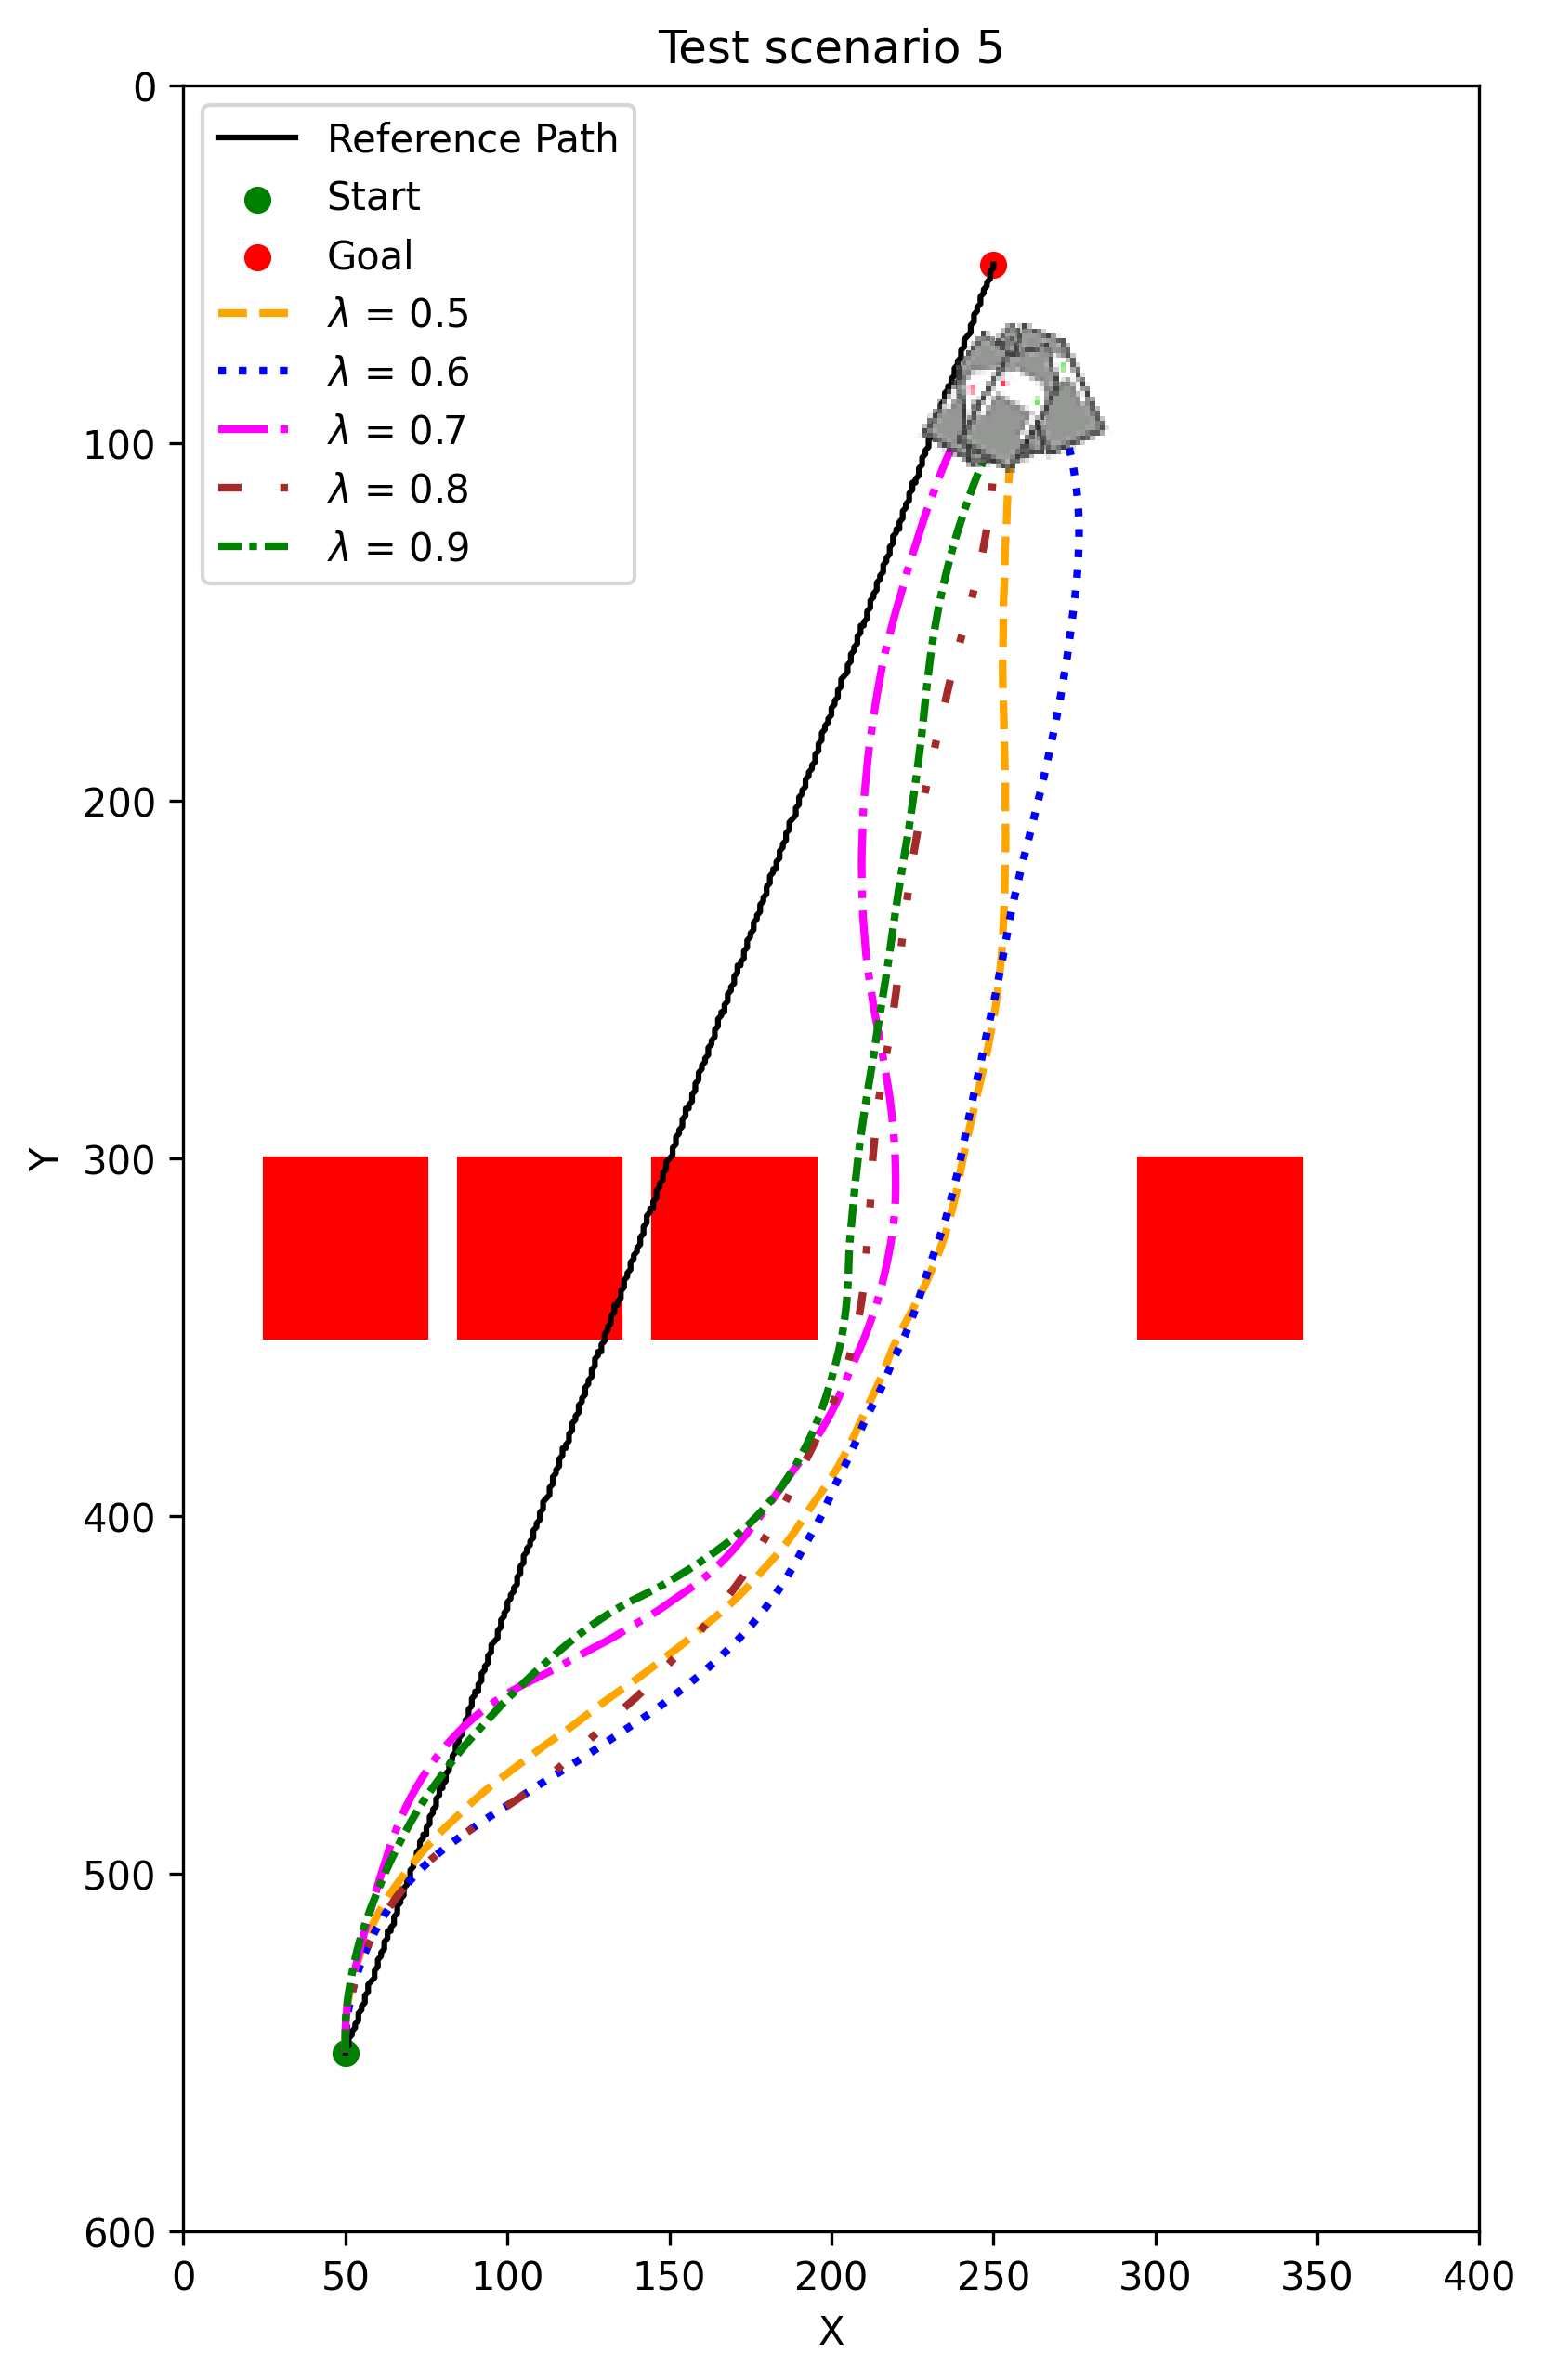 Test scenario 5
Reference Path
Start
Goal
λ = 0.5
λ = 0.6
λ = 0.7
λ = 0.8
λ = 0.9
0
100
200
300
400
500
600
Y
0 50 100 150 200 250 300 350 400
X